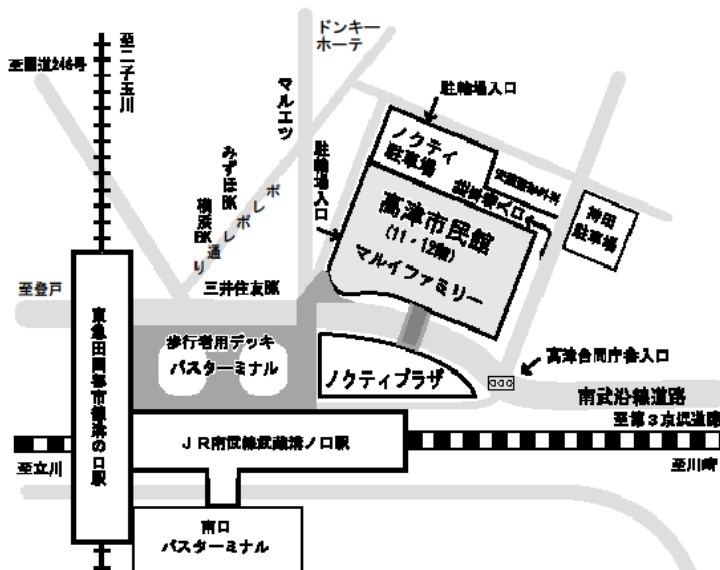 ドンキー
ホーテ
至二子玉川
至国道246号
マルエツ
駐輪場入口
ノクティ
駐車場
駐輪場入口
みずほBK
横浜BK
ポレポレ通り
高津市民館
(11・12階)
マルイファミリー
駐車場入口
駐車場
至登戸
三井住友BK
東急田園都市線溝の口駅
歩行者用デッキ
バスターミナル
ノクティプラザ
高津合同庁舎入口
南武沿線道路
至第3京浜道路
JR南武線武蔵溝ノ口駅
至立川
至川崎
南口
バスターミナル